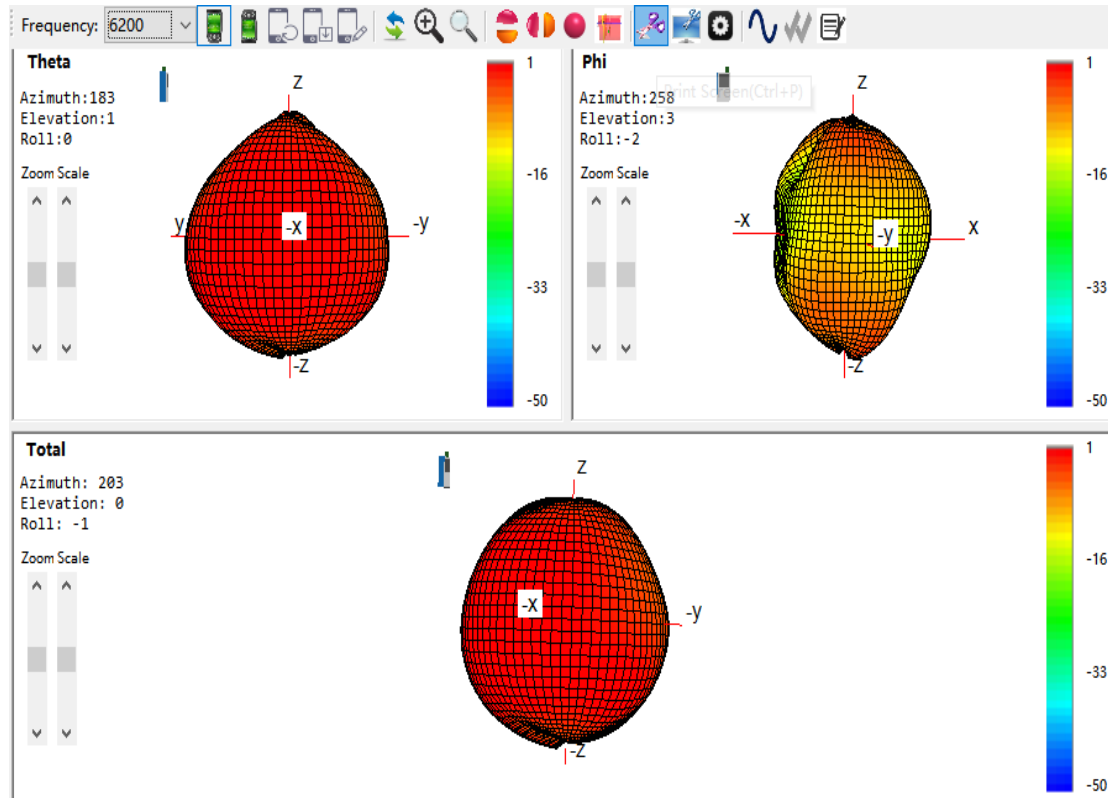 Frequency: 6200
Theta
Azimuth:183
Elevation:1
Roll:0
Zoom Scale
Z
y
-x
-y
-Z
1
-16
-33
-50
Phi
Print Screen(Ctrl+P)
Azimuth:258
Elevation:3
Roll:-2
Zoom Scale
Z
-x
-y
x
-Z
1
-16
-33
-50
Total
Azimuth: 203
Elevation: 0
Roll: -1
Zoom Scale
Z
-x
-y
-Z
1
-16
-33
-50